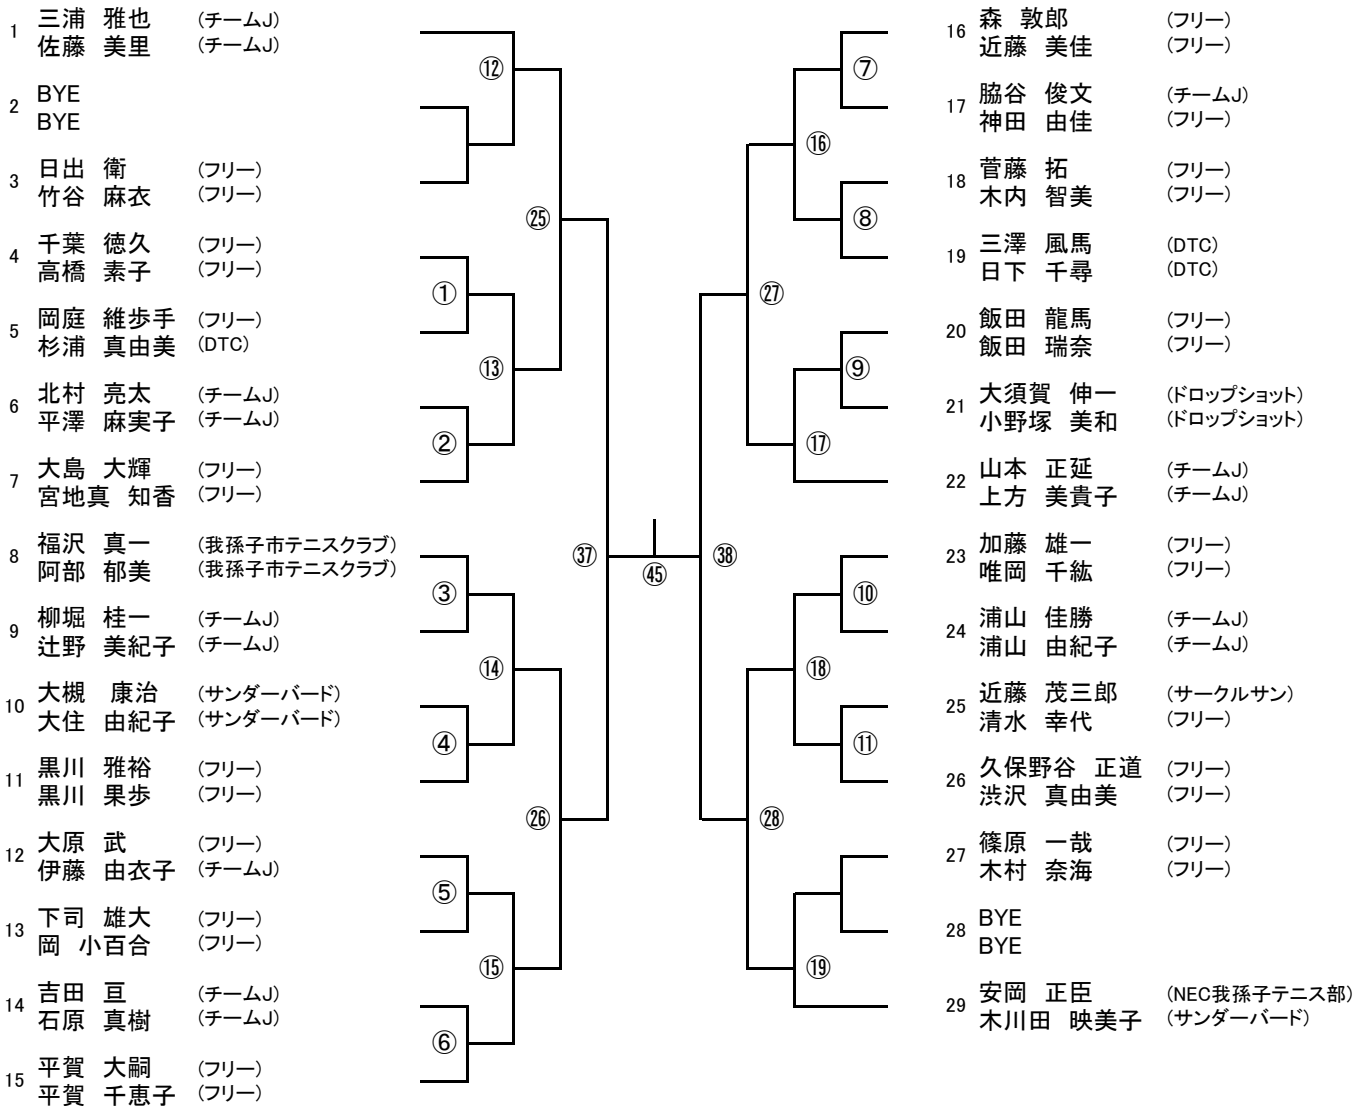 1 三浦 雅也 (チームJ)
佐藤 美里 (チームJ)
2 BYE
BYE
3 日出 衛 (フリー)
竹谷 麻衣 (フリー)
4 千葉 徳久 (フリー)
高橋 素子 (フリー)
5 岡庭 維歩手 (フリー)
杉浦 真由美 (DTC)
6 北村 亮太 (チームJ)
平澤 麻実子 (チームJ)
7 大島 大輝 (フリー)
宮地真 知香 (フリー)
8 福沢 真一 (我孫子市テニスクラブ)
阿部 郁美 (我孫子市テニスクラブ)
9 柳堀 桂一 (チームJ)
辻野 美紀子 (チームJ)
10 大槻 康治 (サンダーバード)
大住 由紀子 (サンダーバード)
11 黒川 雅裕 (フリー)
黒川 果歩 (フリー)
12 大原 武 (フリー)
伊藤 由衣子 (チームJ)
13 下司 雄大 (フリー)
岡 小百合 (フリー)
14 吉田 亘 (チームJ)
石原 真樹 (チームJ)
15 平賀 大嗣 (フリー)
平賀 千恵子 (フリー)
⑫
㉕
①
⑬
②
③
⑭
④
㉖
⑤
⑮
⑥
㊲
㊺
㊳
⑦
⑯
⑧
㉗
⑨
⑰
⑩
⑱
⑪
㉘
⑲
16 森 敦郎 (フリー)
近藤 美佳 (フリー)
17 脇谷 俊文 (チームJ)
神田 由佳 (フリー)
18 菅藤 拓 (フリー)
木内 智美 (フリー)
19 三澤 風馬 (DTC)
日下 千尋 (DTC)
20 飯田 龍馬 (フリー)
飯田 瑞奈 (フリー)
21 大須賀 伸一 (ドロップショット)
小野塚 美和 (ドロップショット)
22 山本 正延 (チームJ)
上方 美貴子 (チームJ)
23 加藤 雄一 (フリー)
唯岡 千紘 (フリー)
24 浦山 佳勝 (チームJ)
浦山 由紀子 (チームJ)
25 近藤 茂三郎 (サークルサン)
清水 幸代 (フリー)
26 久保野谷 正道 (フリー)
渋沢 真由美 (フリー)
27 篠原 一哉 (フリー)
木村 奈海 (フリー)
28 BYE
BYE
29 安岡 正臣 (NEC我孫子テニス部)
木川田 映美子 (サンダーバード)